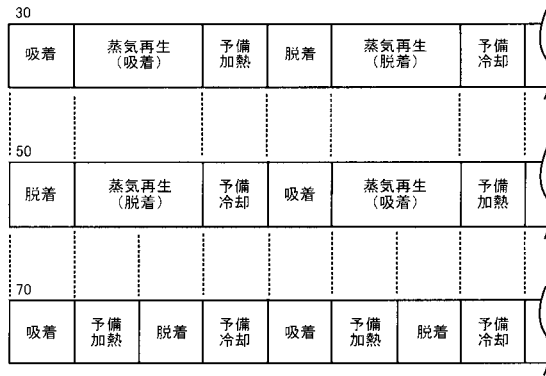 30
吸着
蒸気再生
(吸着)
予備
加熱
脱着
蒸気再生
(脱着)
予備
冷却
50
脱着
蒸気再生
(脱着)
予備
冷却
吸着
蒸気再生
(吸着)
予備
加熱
70
吸着
予備
加熱
脱着
予備
冷却
吸着
予備
加熱
脱着
予備
冷却